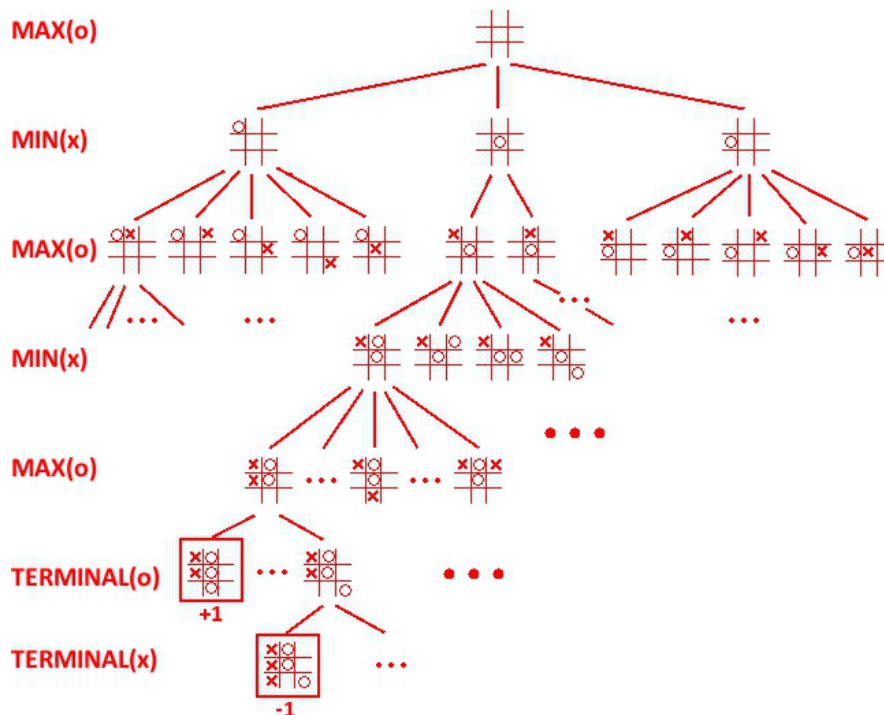 MAX(o)
MIN(x)
MAX(o)
MIN(x)
MAX(o)
TERMINAL(o)
+1
TERMINAL(x)
-1